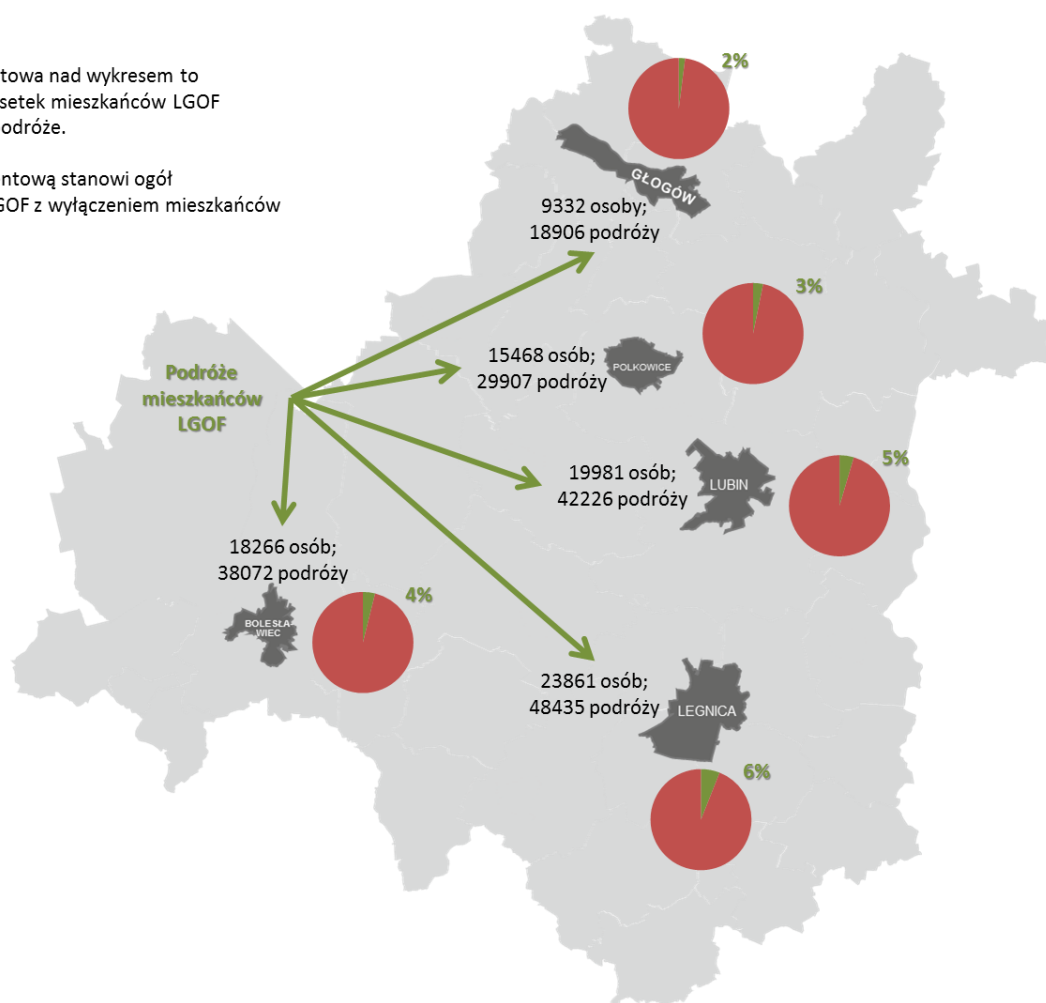 towa nad wykresem to
setek mieszkańców LGOF
podróże.
ntową stanowi ogół
GOF z wyłączeniem mieszkańców
2%
GŁOGÓW
9332 osoby;
18906 podróży
3%
15468 osób;
29907 podróży
POLKOWICE
Podróże
mieszkańców
LGOF
5%
19981 osób;
42226 podróży
LUBIN
18266 osób;
38072 podróży
4%
BOLESŁA
WIEC
23861 osób;
48435 podróży
LEGNICA
6%